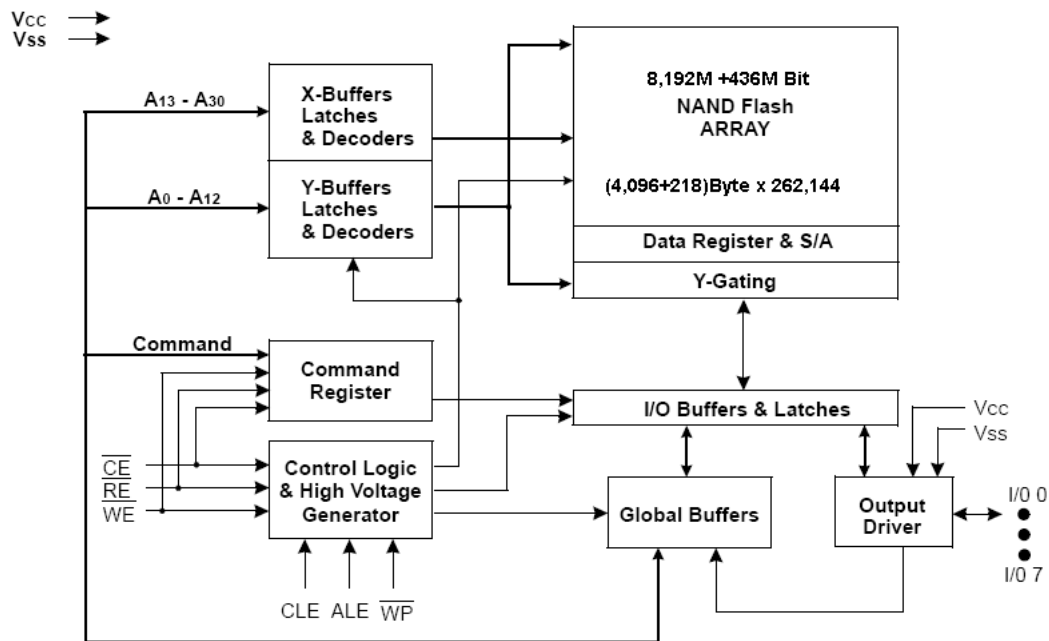 Vcc
Vss
A13 - A30
X-Buffers
Latches
& Decoders
A0 - A12
Y-Buffers
Latches
& Decoders
8,192M +436M Bit
NAND Flash
ARRAY
(4,096+218)Byte x 262,144
Data Register & S/A
Y-Gating
Command
Command
Register
I/O Buffers & Latches
Vcc
Vss
CE
RE
WE
Control Logic
& High Voltage
Generator
Global Buffers
Output
Driver
I/0 0
I/0 7
CLE ALE WP